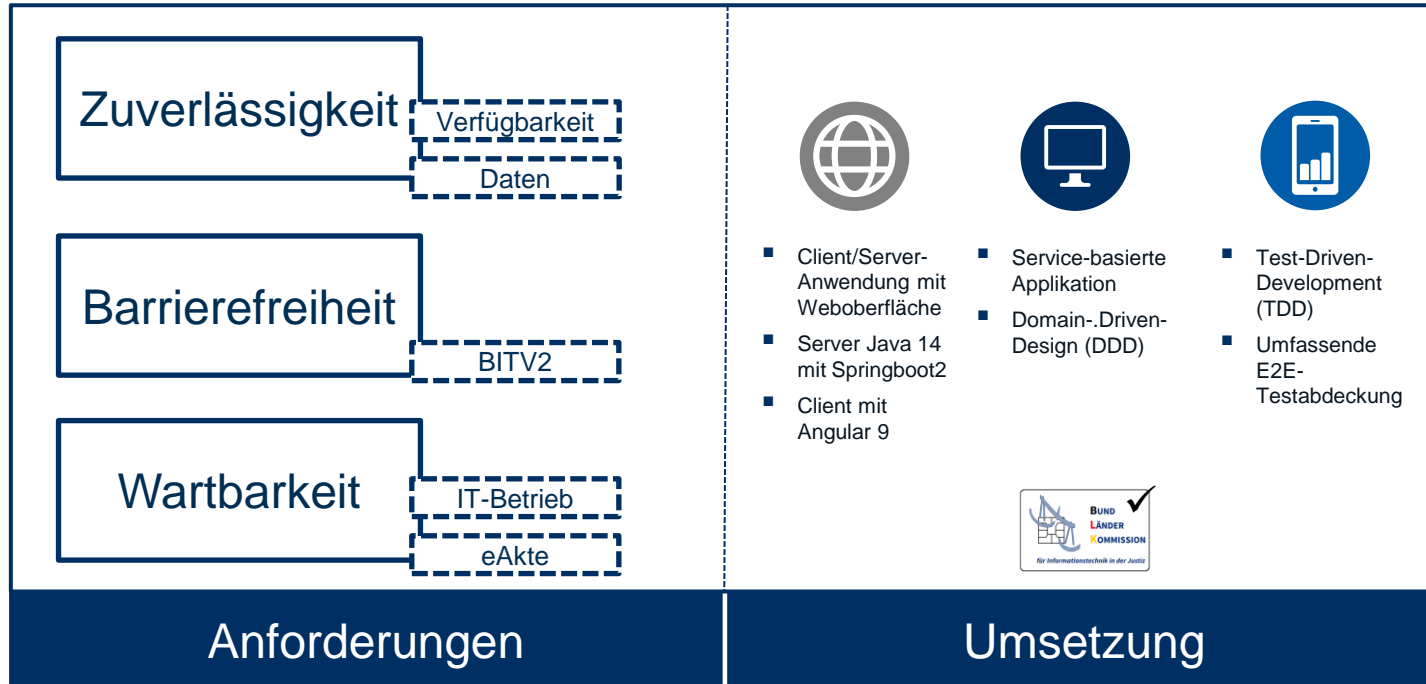 Zuverlässigkeit
Verfügbarkeit
Daten
Barrierefreiheit
BITV2
Wartbarkeit
IT-Betrieb
eAkte
Anforderungen
Client/Server-
Anwendung mit
Weboberfläche
Server Java 14
mit Springboot2
Client mit
Angular 9
Service-basierte
Applikation
Domain-.Driven-
Design (DDD)
Test-Driven-
Development
(TDD)
Umfassende
E2E-
Testabdeckung
BUND
LÄNDER
KOMMISSION
für Informationstechnik in der Justiz
Umsetzung